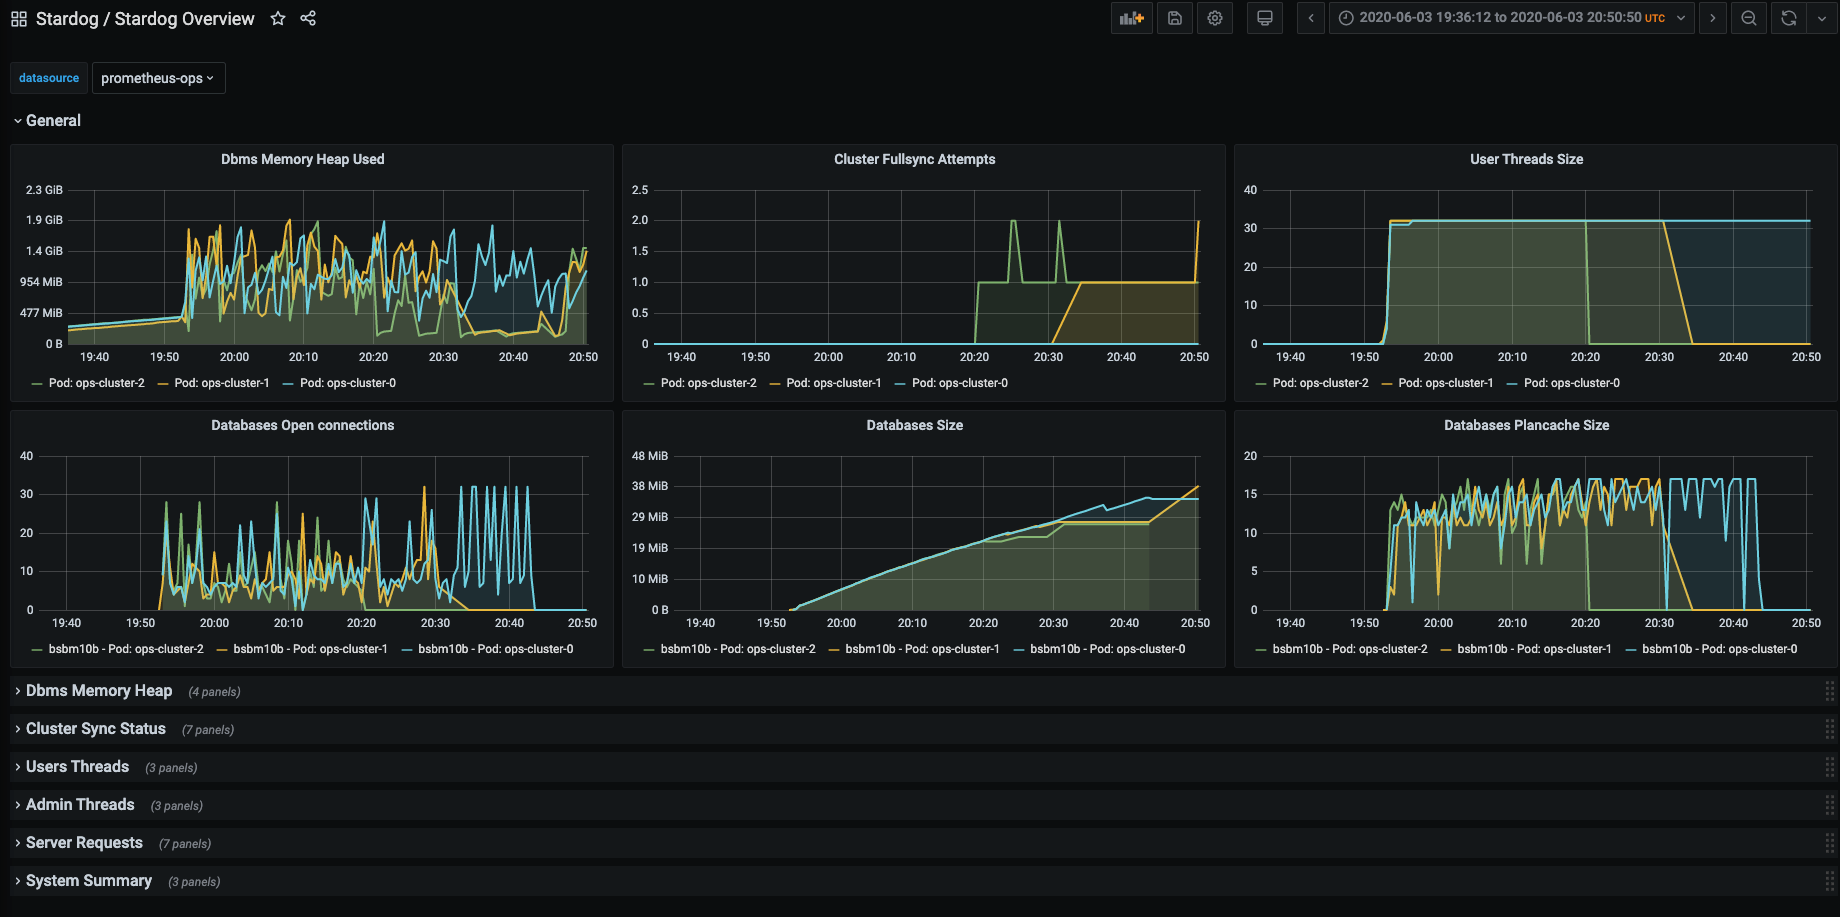 Stardog / Stardog Overview
2020-06-03 19:36:12 to 2020-06-03 20:50:50 UTC
datasource prometheus-ops
General
Dbms Memory Heap Used
2.3 GiB
1.9 GiB
1.4 GiB
954 MiB
477 MiB
0 B
19:40 19:50 20:00 20:10 20:20 20:30 20:40 20:50
Pod: ops-cluster-2 Pod: ops-cluster-1 Pod: ops-cluster-0
Cluster Fullsync Attempts
2.5
2.0
1.5
1.0
0.5
0
19:40 19:50 20:00 20:10 20:20 20:30 20:40 20:50
Pod: ops-cluster-2 Pod: ops-cluster-1 Pod: ops-cluster-0
User Threads Size
40
30
20
10
0
19:40 19:50 20:00 20:10 20:20 20:30 20:40 20:50
Pod: ops-cluster-2 Pod: ops-cluster-1 Pod: ops-cluster-0
Databases Open connections
40
30
20
10
0
19:40 19:50 20:00 20:10 20:20 20:30 20:40 20:50
bsbm10b - Pod: ops-cluster-2 bsbm10b - Pod: ops-cluster-1 bsbm10b - Pod: ops-cluster-0
Databases Size
48 MiB
38 MiB
29 MiB
19 MiB
10 MiB
0 B
19:40 19:50 20:00 20:10 20:20 20:30 20:40 20:50
bsbm10b - Pod: ops-cluster-2 bsbm10b - Pod: ops-cluster-1 bsbm10b - Pod: ops-cluster-0
Databases Plancache Size
20
15
10
5
0
19:40 19:50 20:00 20:10 20:20 20:30 20:40 20:50
bsbm10b - Pod: ops-cluster-2 bsbm10b - Pod: ops-cluster-1 bsbm10b - Pod: ops-cluster-0
Dbms Memory Heap (4 panels)
Cluster Sync Status (7 panels)
Users Threads (3 panels)
Admin Threads (3 panels)
Server Requests (7 panels)
System Summary (3 panels)